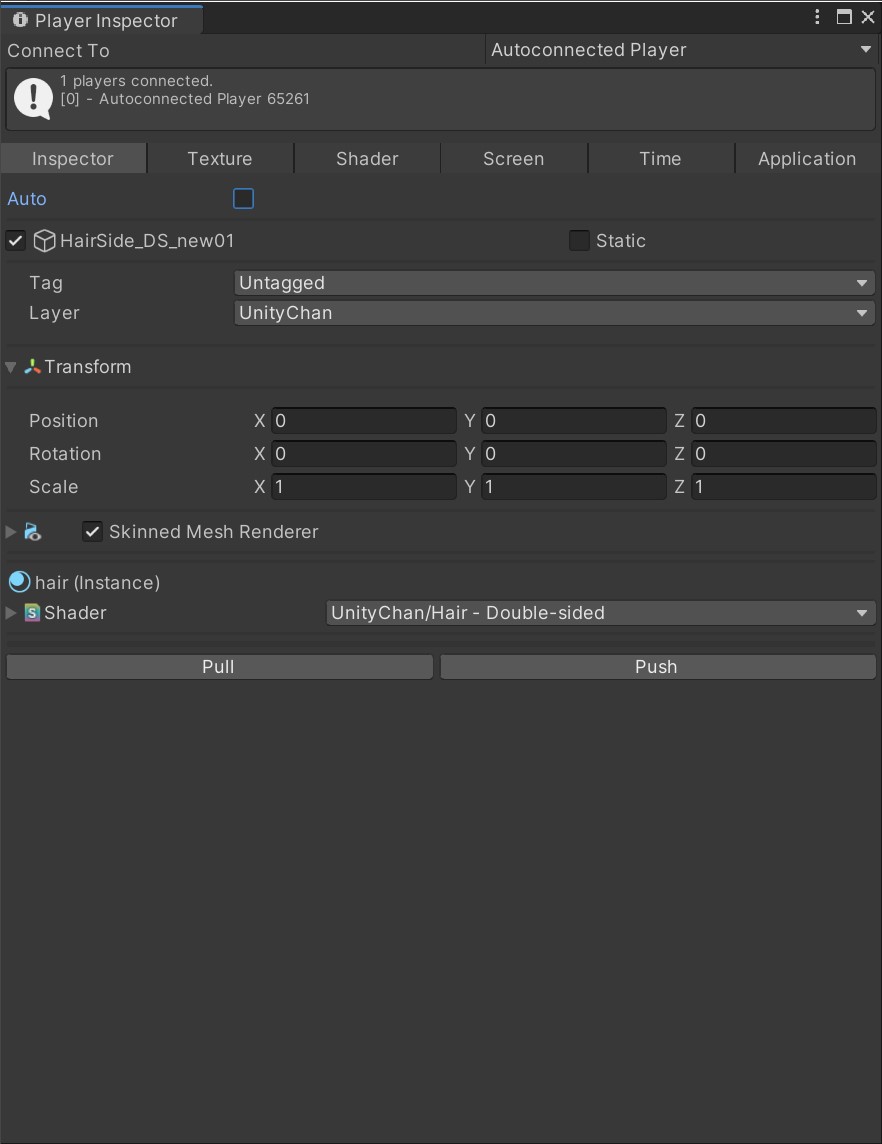 Player Inspector
Connect To Autoconnected Player
1 players connected.
[0] - Autoconnected Player 65261
Inspector Texture Shader Screen Time Application
Auto
HairSide_DS_new01 Static
Tag Untagged
Layer UnityChan
Transform
Position X 0 Y 0 Z 0
Rotation X 0 Y 0 Z 0
Scale X 1 Y 1 Z 1
Skinned Mesh Renderer
hair (Instance)
S Shader UnityChan/Hair - Double-sided
Pull Push